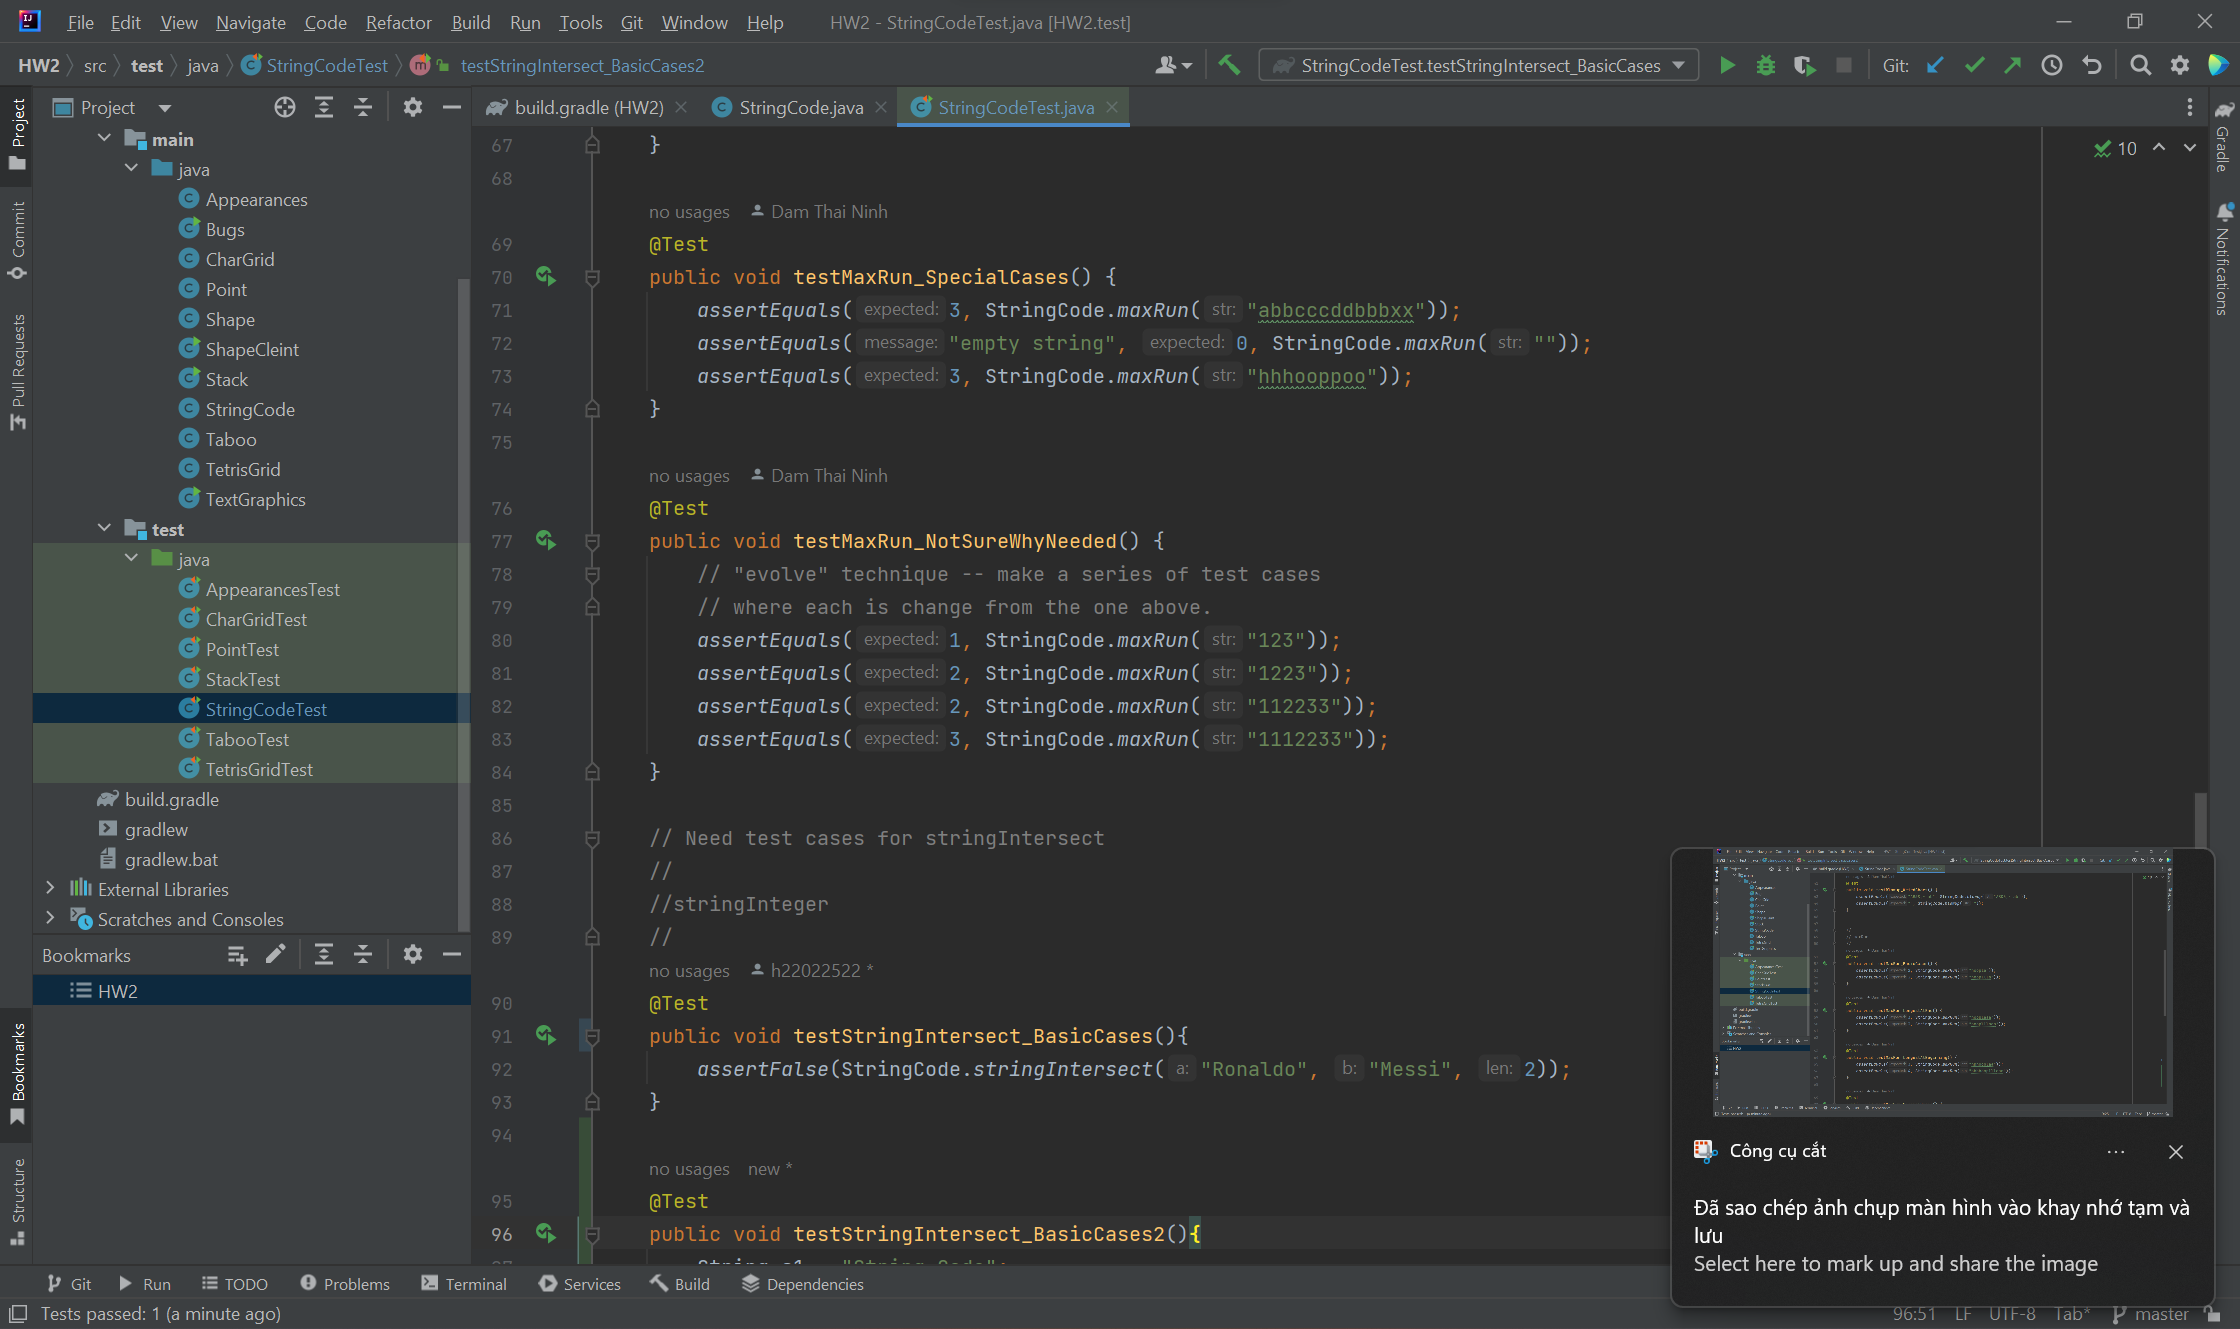 File Edit View Navigate Code Refactor Build Run Tools Git Window Help HW2 - StringCodeTest.java [HW2.test]
HW2 src test java StringCodeTest m testStringIntersect_BasicCases2 StringCodeTest.testStringIntersect_BasicCases Git:
Project
build.gradle (HW2) StringCode.java StringCodeTest.java
main
java
Appearances
Bugs
CharGrid
Point
Shape
ShapeCleint
Stack
StringCode
Taboo
TetrisGrid
TextGraphics
test
java
AppearancesTest
CharGridTest
PointTest
StackTest
StringCodeTest
TabooTest
TetrisGridTest
build.gradle
gradlew
gradlew.bat
External Libraries
Scratches and Consoles
Bookmarks
HW2
Project
Commit
Pull Requests
Bookmarks
Structure
10
67 }
68
no usages Dam Thai Ninh
69 @Test
70 public void testMaxRun_SpecialCases() {
71 assertEquals( expected: 3, StringCode.maxRun( str: "abbcccddbbbxx"));
72 assertEquals( message: "empty string", expected: 0, StringCode.maxRun( str: ""));
73 assertEquals( expected: 3, StringCode.maxRun( str: "hhhooppoo"));
74 }
75
no usages Dam Thai Ninh
76 @Test
77 public void testMaxRun_NotSureWhyNeeded() {
78 // "evolve" technique -- make a series of test cases
79 // where each is change from the one above.
80 assertEquals( expected: 1, StringCode.maxRun( str: "123"));
81 assertEquals( expected: 2, StringCode.maxRun( str: "1223"));
82 assertEquals( expected: 2, StringCode.maxRun( str: "112233"));
83 assertEquals( expected: 3, StringCode.maxRun( str: "1112233"));
84 }
85
86 // Need test cases for stringIntersect
87 //
88 //stringInteger
89 //
no usages h22022522 *
90 @Test
91 public void testStringIntersect_BasicCases(){
92 assertFalse(StringCode.stringIntersect( a: "Ronaldo", b: "Messi", len: 2));
93 }
94
no usages new *
95 @Test
96 public void testStringIntersect_BasicCases2(){
Gradle
Notifications
Công cụ cắt
Đã sao chép ảnh chụp màn hình vào khay nhớ tạm và
lưu
Select here to mark up and share the image
Git Run TODO Problems Terminal Services Build Dependencies
Tests passed: 1 (a minute ago) 96:51 LF UTF-8 Tab* master